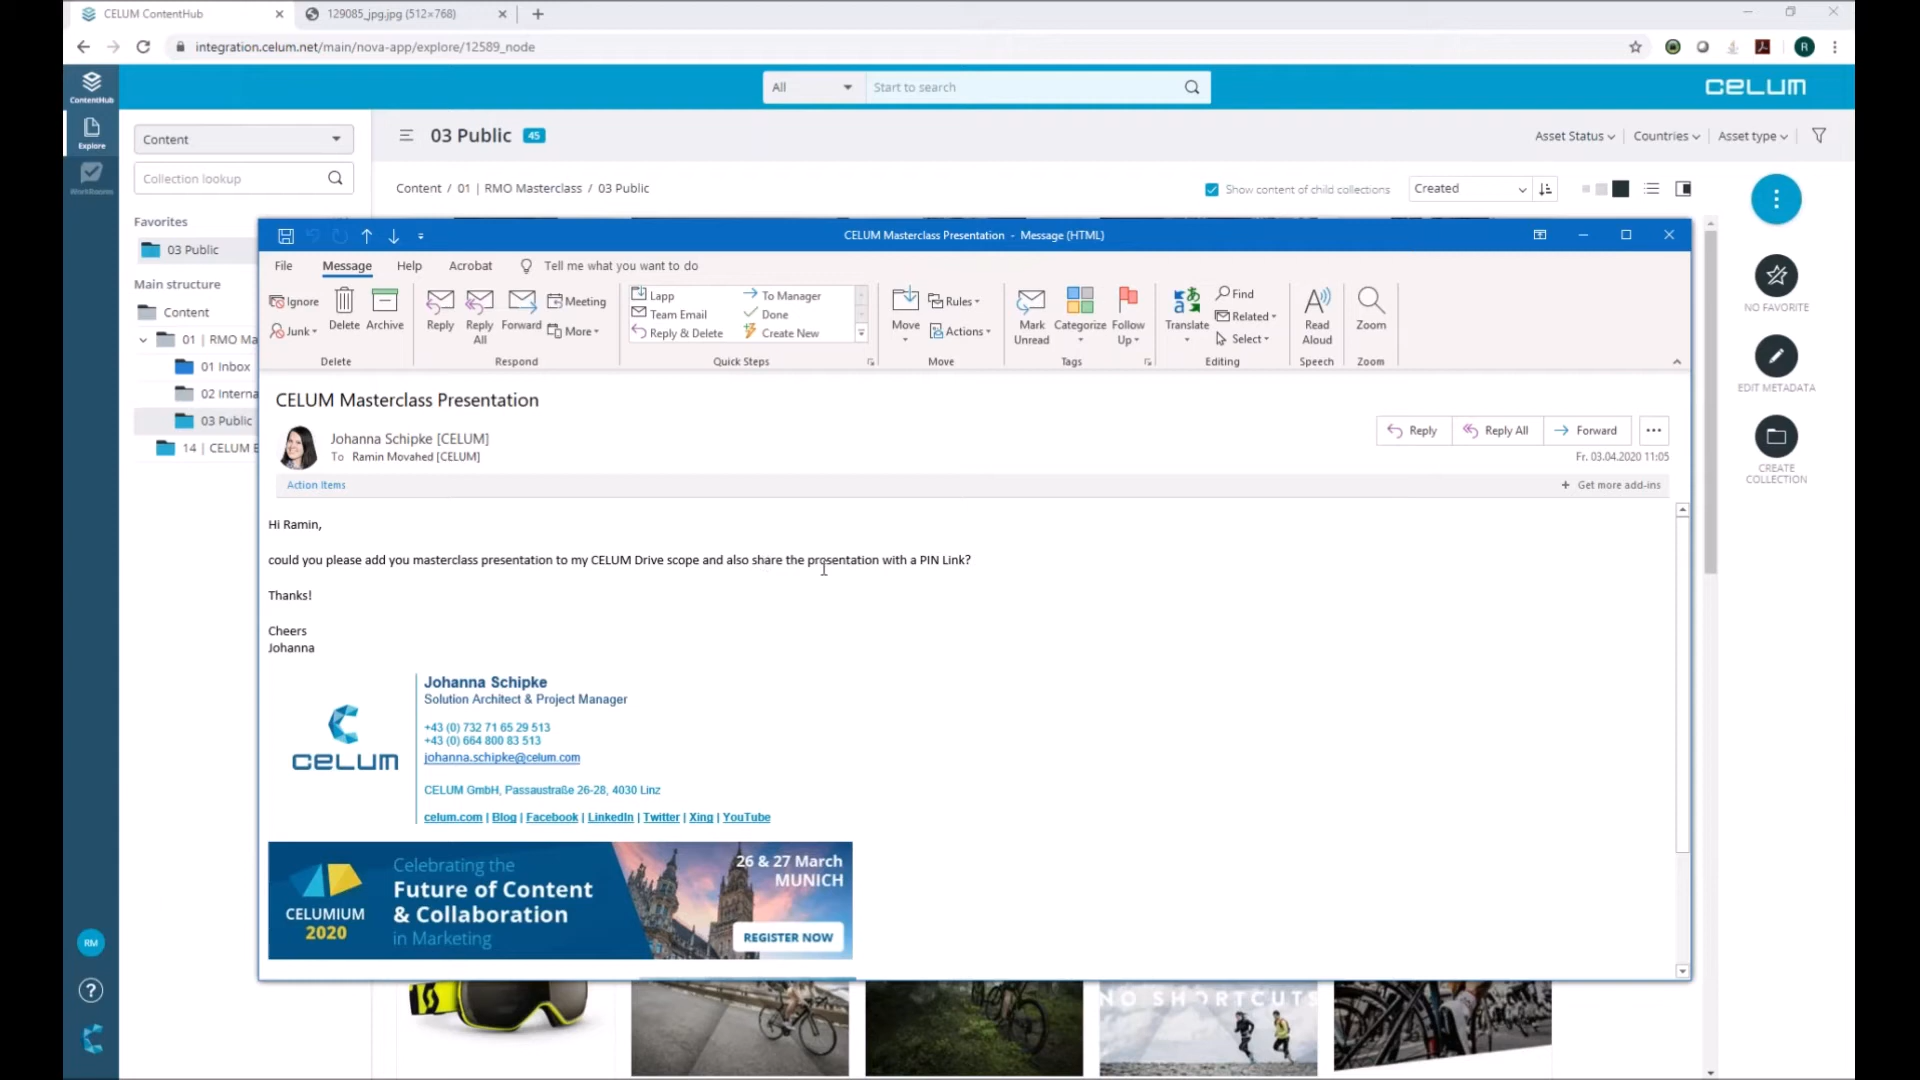 CELUM ContentHub
129085_jpg.jpg (512×768)
integration.celum.net/main/nova-app/explore/12589_node
R
ContentHub
Explore
All
Start to search
CELUM
Content
Collection lookup
Favorites
03 Public
Main structure
Content
01 | RMO Ma
01 Inbox
02 Interna
03 Public
14 | CELUM E
RM
?
03 Public 45
Asset Status
Countries
Asset type
Content / 01 | RMO Masterclass / 03 Public
Show content of child collections
Created
NO FAVORITE
EDIT METADATA
CREATE
COLLECTION
CELUM Masterclass Presentation - Message (HTML)
File
Message
Help
Acrobat
Tell me what you want to do
Ignore
Junk
Delete
Archive
Delete
Reply
Reply
All
Forward
Meeting
More
Respond
Lapp
Team Email
Reply & Delete
To Manager
Done
Create New
Quick Steps
Move
Rules
Actions
Move
Mark
Unread
Categorize
Follow
Up
Tags
Translate
Find
Related
Select
Editing
Read
Aloud
Speech
Zoom
Zoom
CELUM Masterclass Presentation
Johanna Schipke [CELUM]
To Ramin Movahed [CELUM]
Reply
Reply All
Forward
Fr. 03.04.2020 11:05
Action Items
+ Get more add-ins
Hi Ramin,
could you please add you masterclass presentation to my CELUM Drive scope and also share the presentation with a PIN Link?
Thanks!
Cheers
Johanna
CELUM
Johanna Schipke
Solution Architect & Project Manager
+43 (0) 732 71 65 29 513
+43 (0) 664 800 83 513
johanna.schipke@celum.com
CELUM GmbH, Passaustraße 26-28, 4030 Linz
celum.com | Blog | Facebook | LinkedIn | Twitter | Xing | YouTube
CELUMIUM
2020
Celebrating the
Future of Content
& Collaboration
in Marketing
26 & 27 March
MUNICH
REGISTER NOW
NO SHORTCUTS